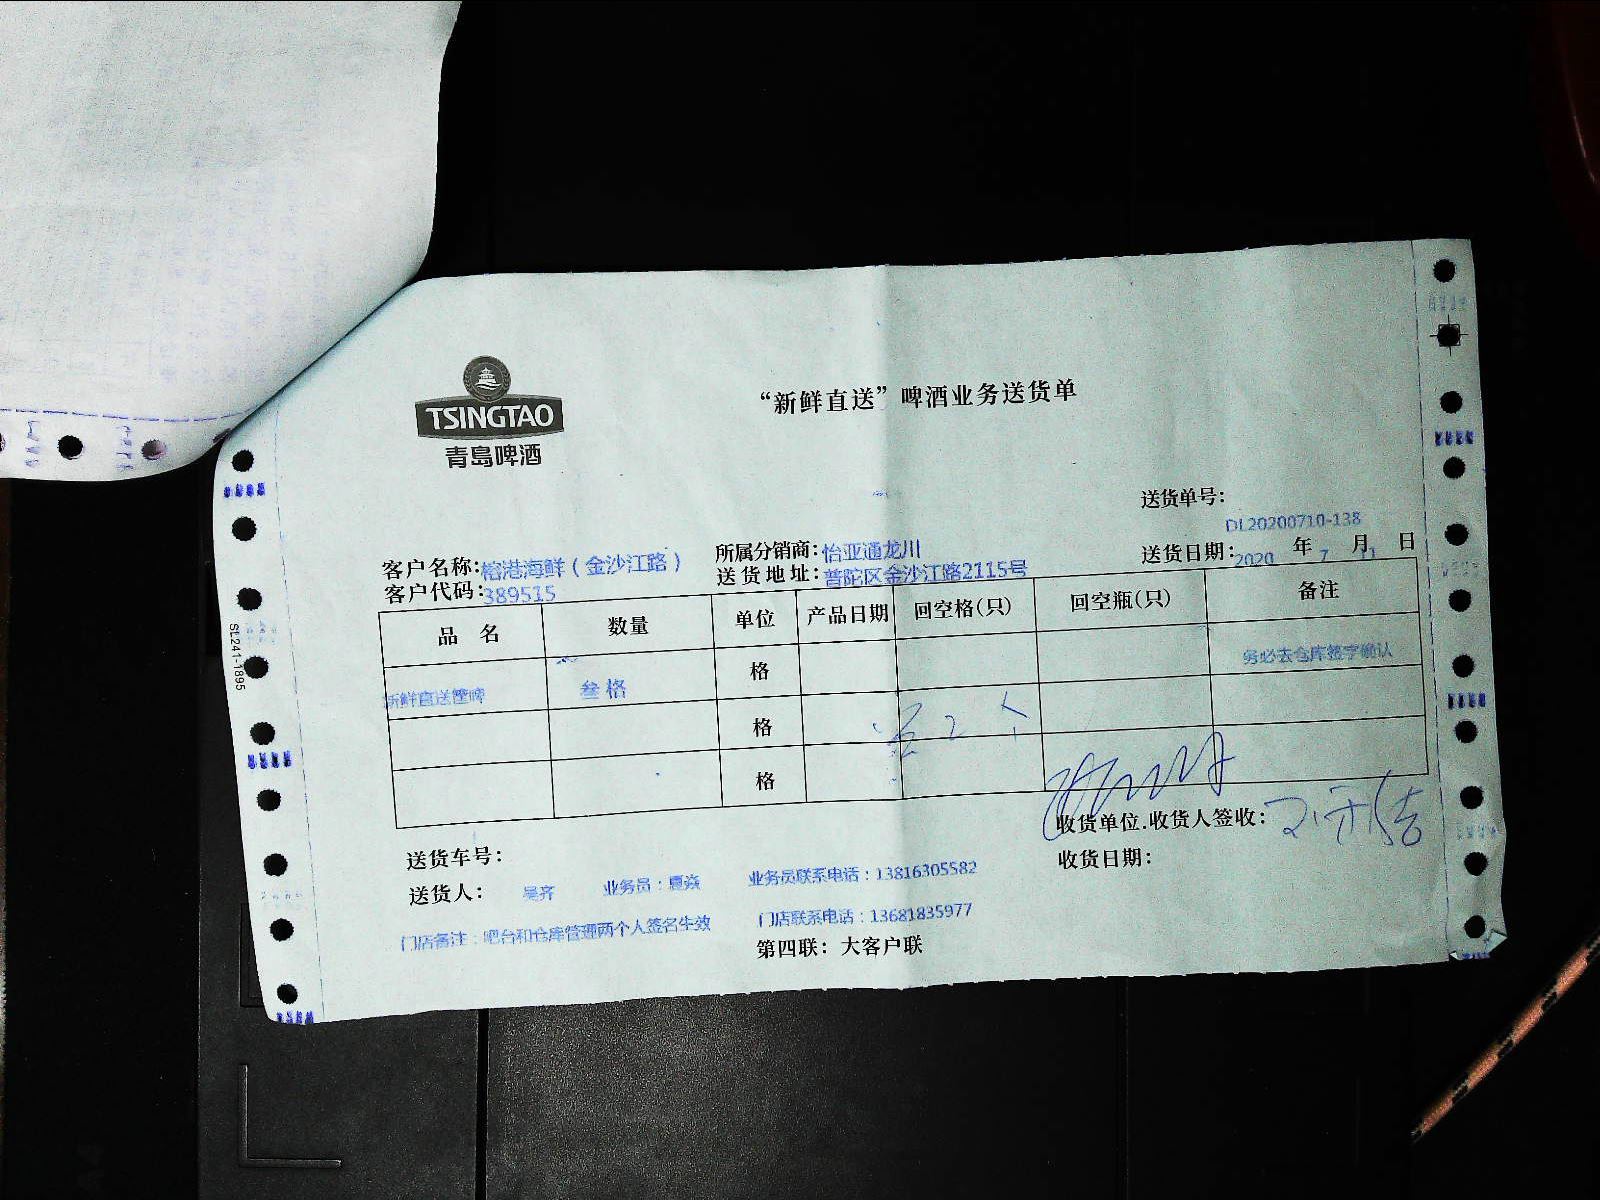 TSINGTAO
青島啤酒
“新鲜直送”啤酒业务送货单
送货单号:
DL20200710-138
客户名称:榕港海鲜(金沙江路) 所属分销商:怡亚通龙川 送货日期:2020 年 7 月 11 日
客户代码:389515 送货地址:普陀区金沙江路2115号
品 名 数量 单位 产品日期 回空格(只) 回空瓶(只) 备注
新鲜直送 叁格 格 务必去仓库签字确认
格 2 个
格
SL241-1895
收货单位.收货人签收:
送货车号: 收货日期:
送货人: 吴齐 业务员:夏焱 业务员联系电话:13816305582
门店备注:吧台和仓库管理两个人签名生效 门店联系电话:13681835977
第四联:大客户联